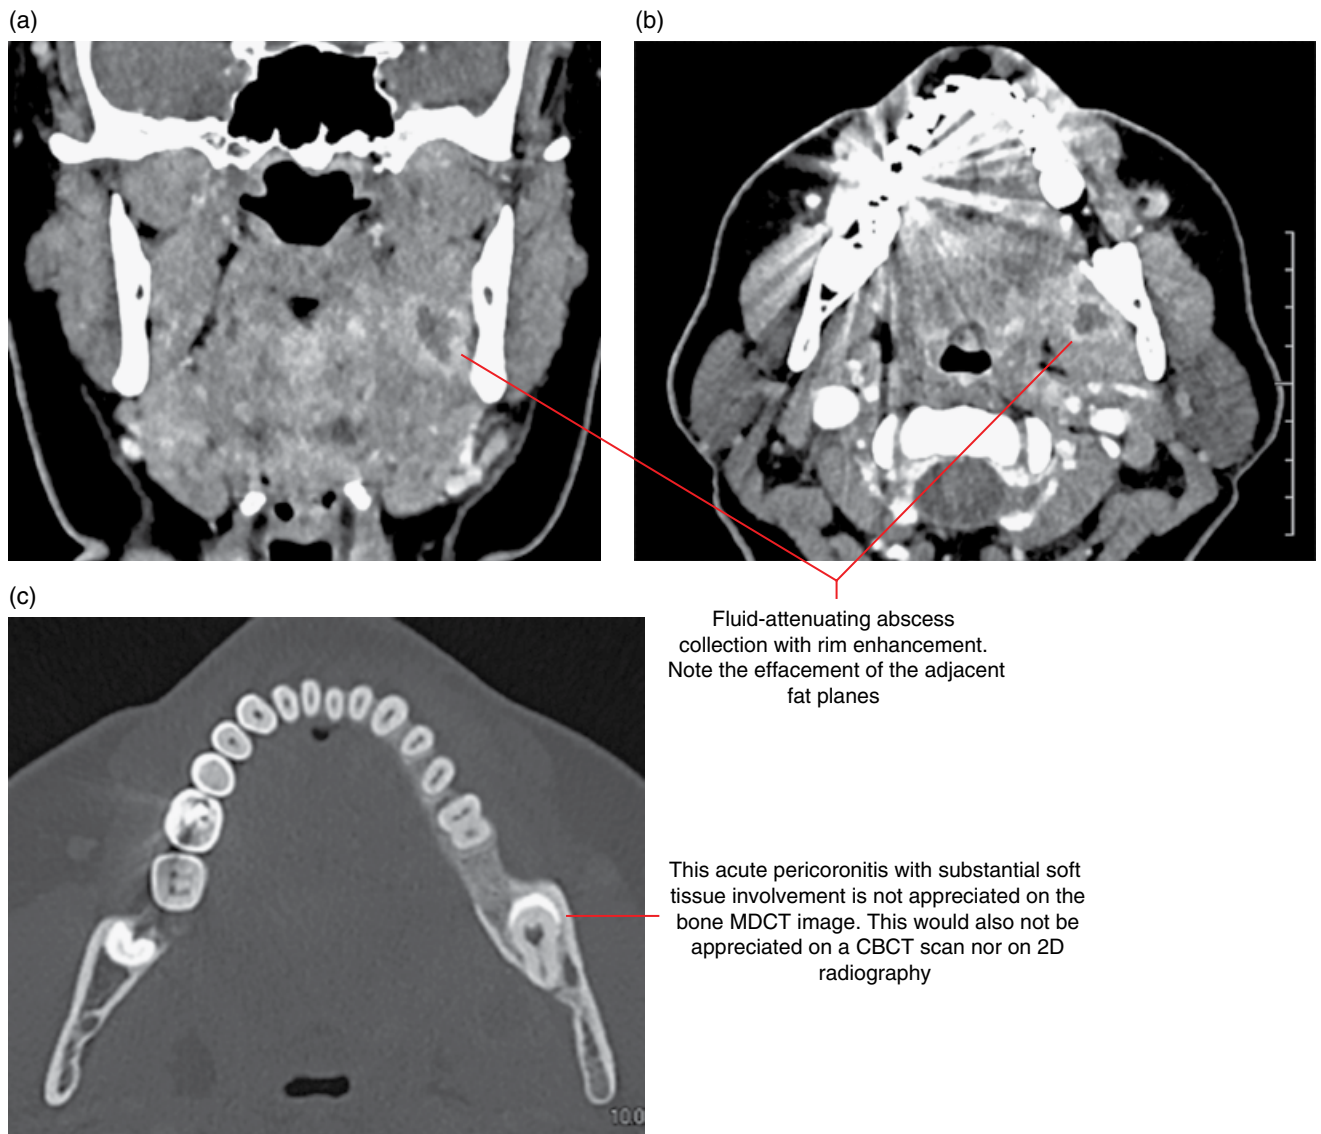 (a)
(b)
Fluid-attenuating abscess
collection with rim enhancement.
Note the effacement of the adjacent
fat planes
(c)
This acute pericoronitis with substantial soft
tissue involvement is not appreciated on the
bone MDCT image. This would also not be
appreciated on a CBCT scan nor on 2D
radiography
10.0